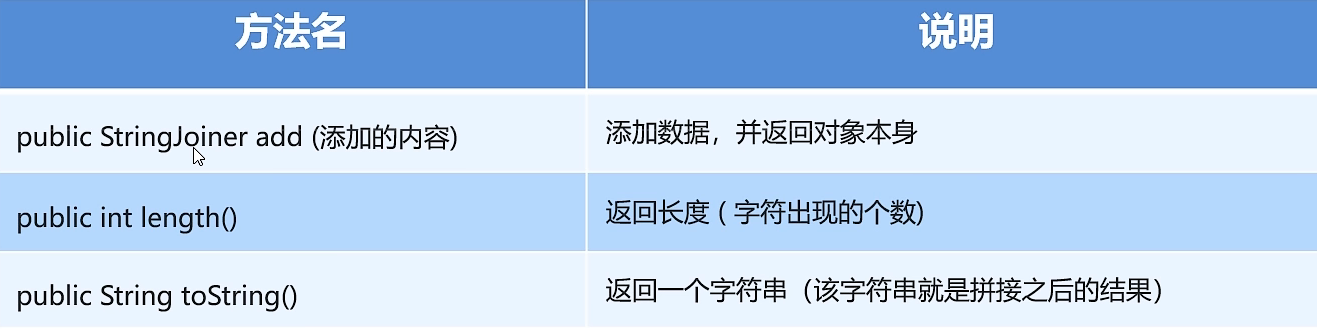 方法名 说明
public StringJoiner add (添加的内容) 添加数据，并返回对象本身
public int length() 返回长度 ( 字符出现的个数)
public String toString() 返回一个字符串（该字符串就是拼接之后的结果）